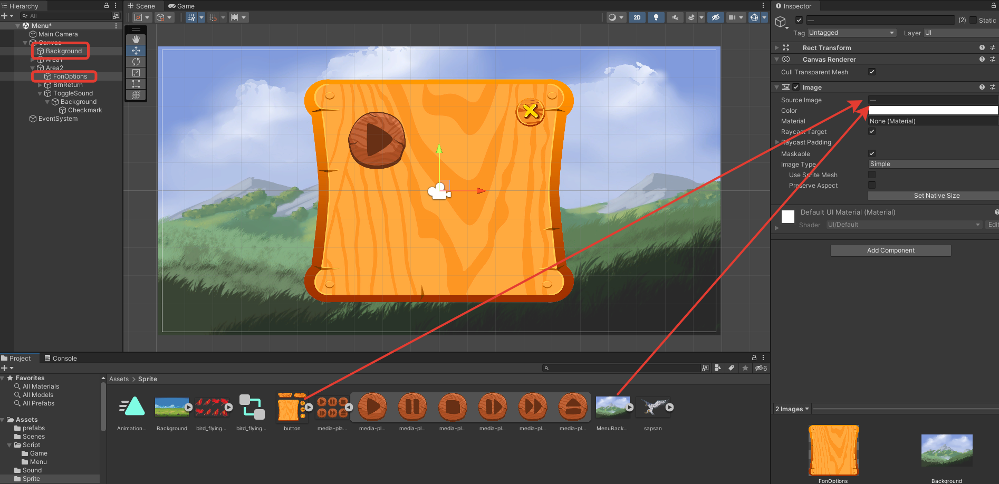 Hierarchy
All
Menu*
Main Camera
Canvas
Background
Area1
Area2
FonOptions
BrnReturn
ToggleSound
Background
Checkmark
EventSystem
Scene
Game
2D
Inspector
—
(2)
Static
Tag
Untagged
Layer
UI
Rect Transform
Canvas Renderer
Cull Transparent Mesh
Image
Source Image
—
Color
Material
None (Material)
Raycast Target
Raycast Padding
Maskable
Image Type
Simple
Use Sprite Mesh
Preserve Aspect
Set Native Size
Default UI Material (Material)
Shader
UI/Default
Edit
Add Component
2 Images
FonOptions
Background
Project
Console
6
Favorites
All Materials
All Models
All Prefabs
Assets
prefabs
Scenes
Script
Game
Menu
Sound
Sprite
Assets > Sprite
Animation...
Background
bird_flying...
bird_flying...
button
media-pla...
media-pl...
media-pl...
media-pl...
media-pl...
media-pl...
media-pl...
MenuBack...
sapsan